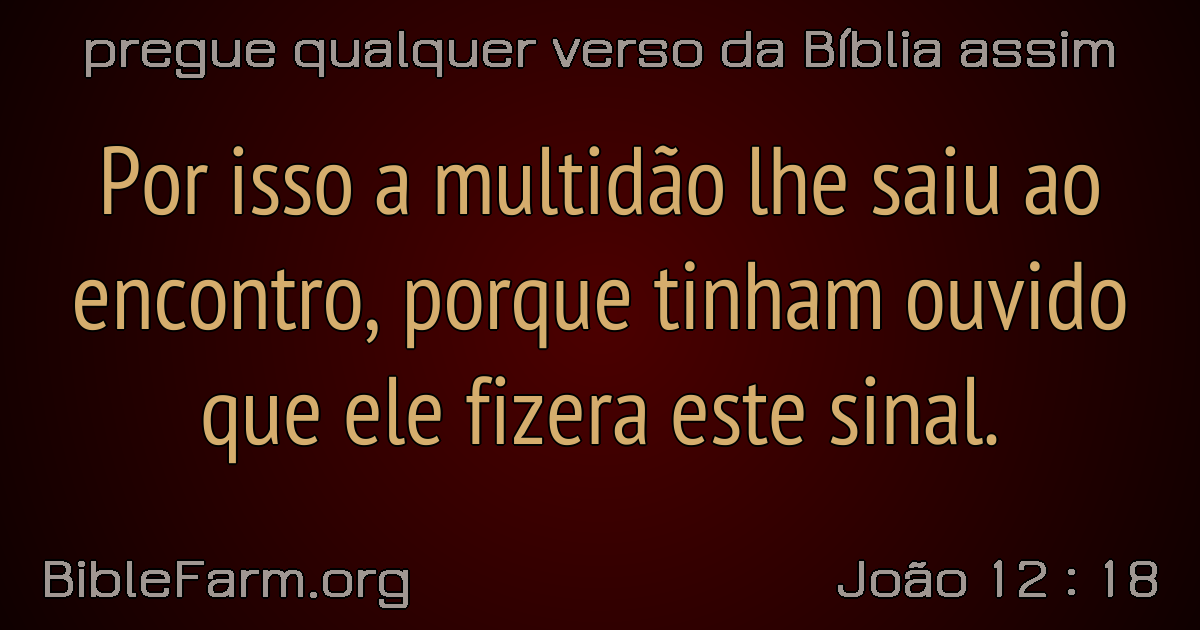 pregue qualquer verso da Bíblia assim
Por isso a multidão lhe saiu ao
encontro, porque tinham ouvido
que ele fizera este sinal.
BibleFarm.org
João 12 : 18